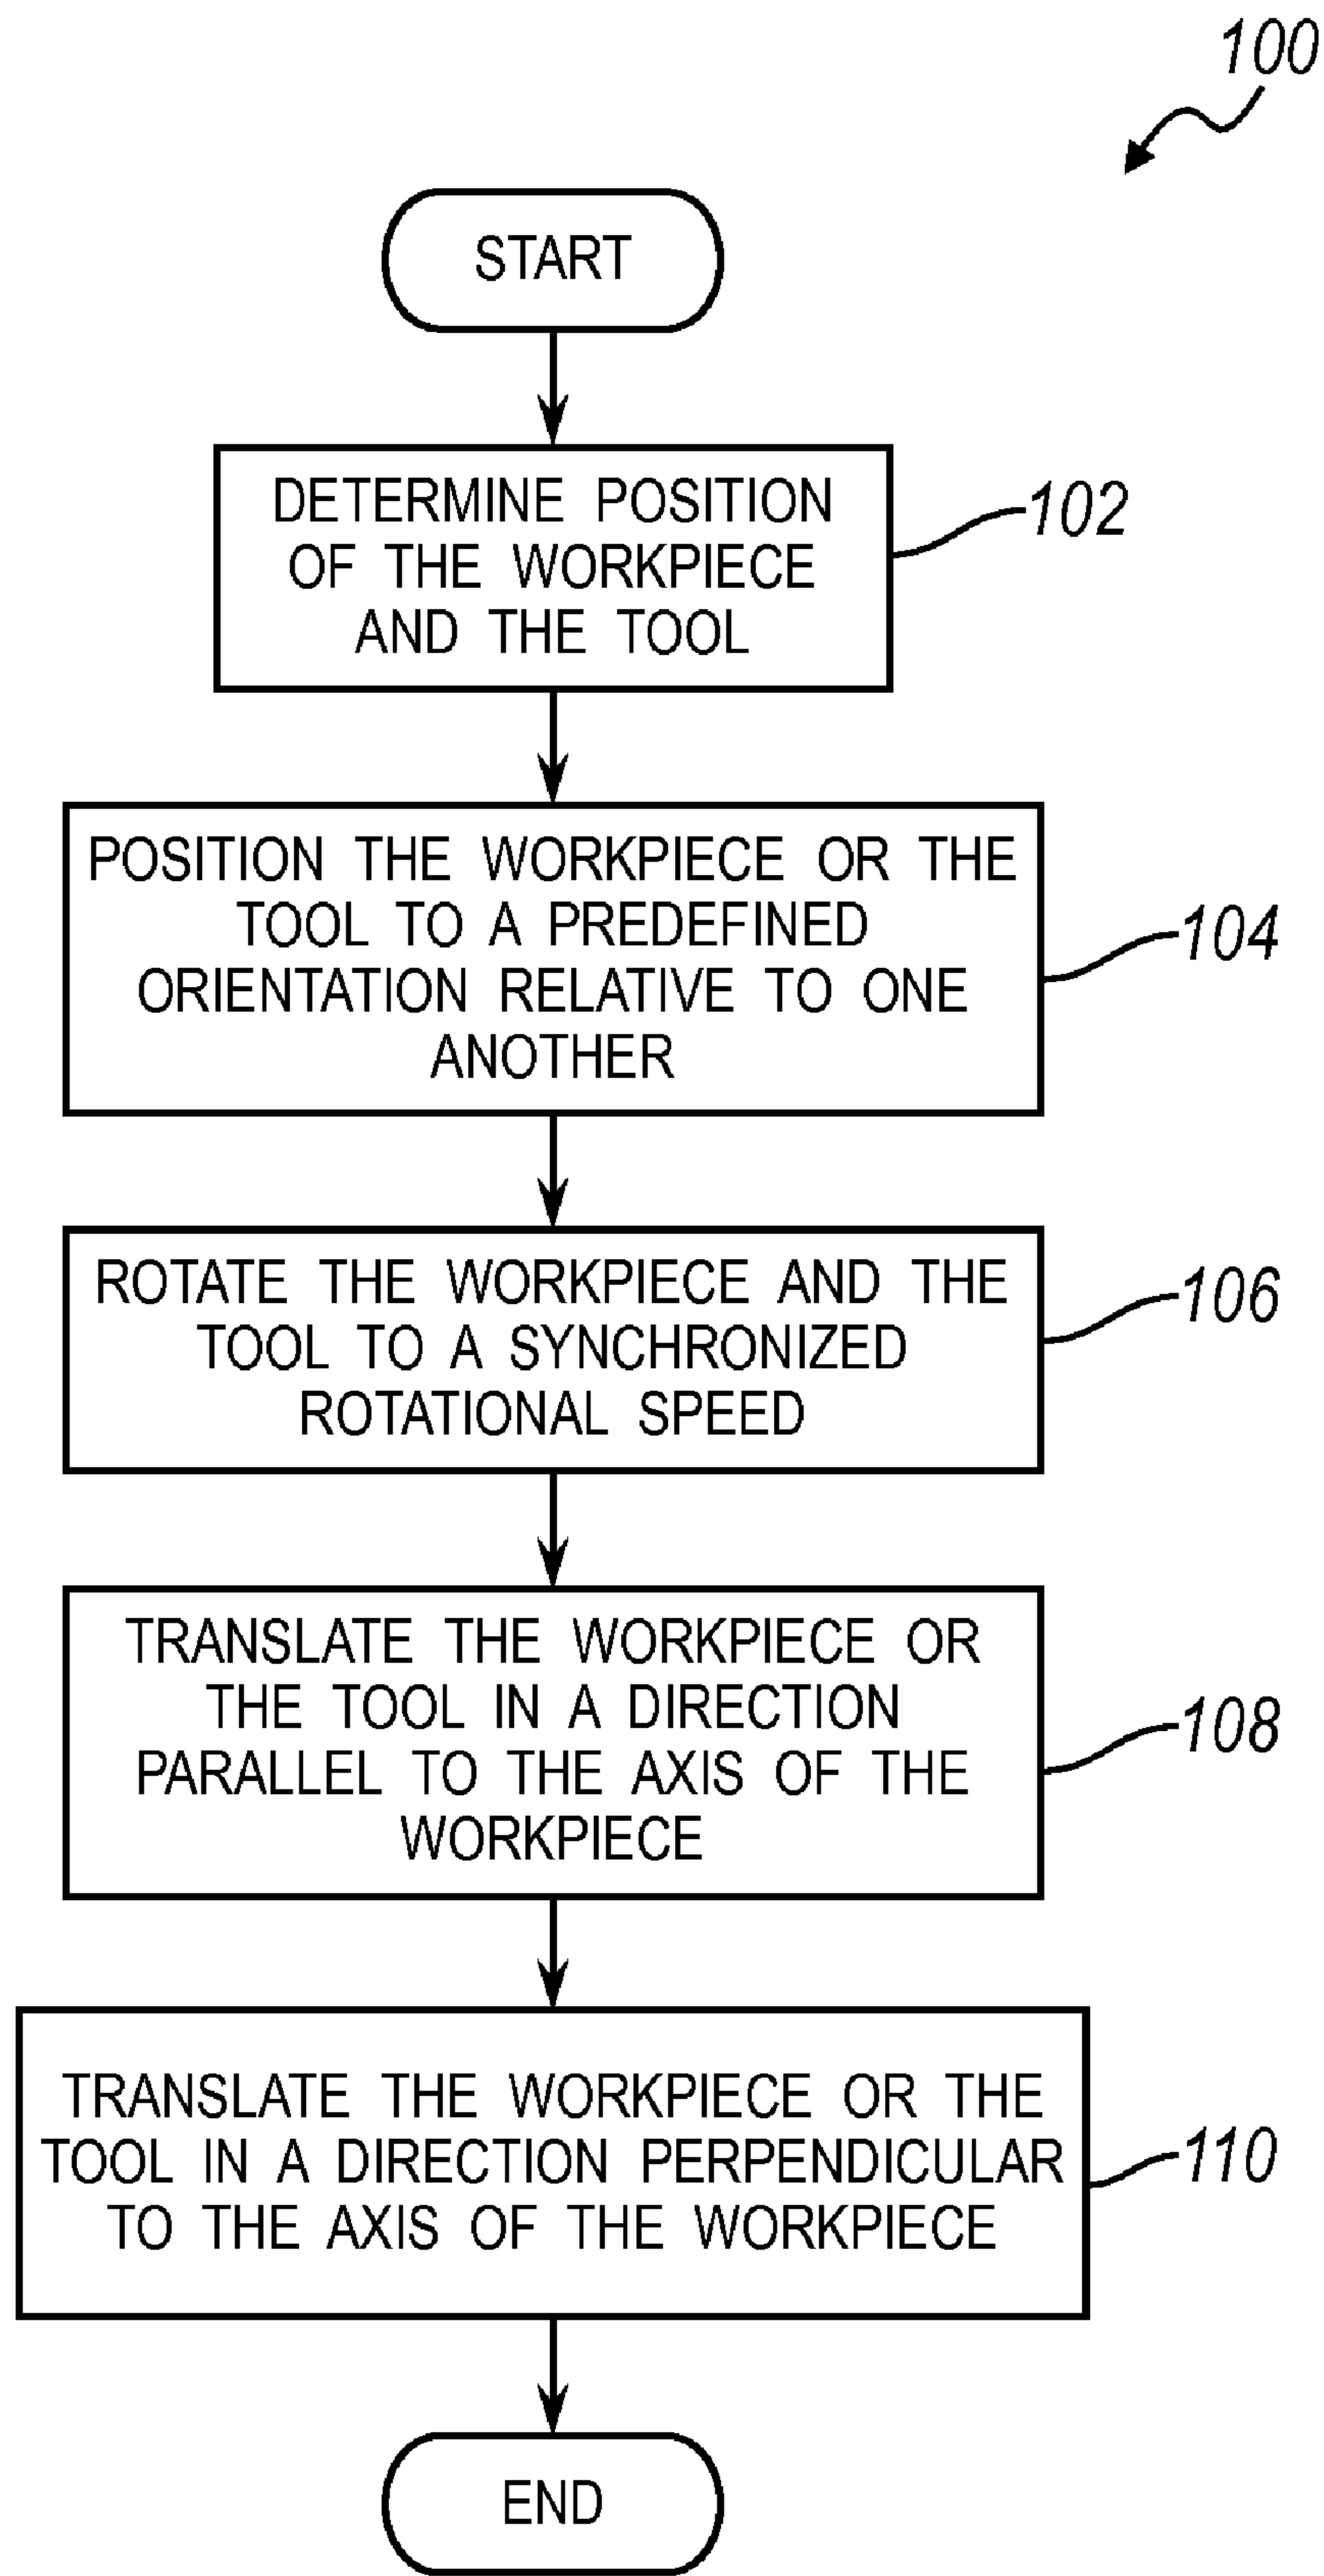 100
START
DETERMINE POSITION
OF THE WORKPIECE
AND THE TOOL
102
POSITION THE WORKPIECE OR THE
TOOL TO A PREDEFINED
ORIENTATION RELATIVE TO ONE
ANOTHER
104
ROTATE THE WORKPIECE AND THE
TOOL TO A SYNCHRONIZED
ROTATIONAL SPEED
106
TRANSLATE THE WORKPIECE OR
THE TOOL IN A DIRECTION
PARALLEL TO THE AXIS OF THE
WORKPIECE
108
TRANSLATE THE WORKPIECE OR THE
TOOL IN A DIRECTION PERPENDICULAR
TO THE AXIS OF THE WORKPIECE
110
END